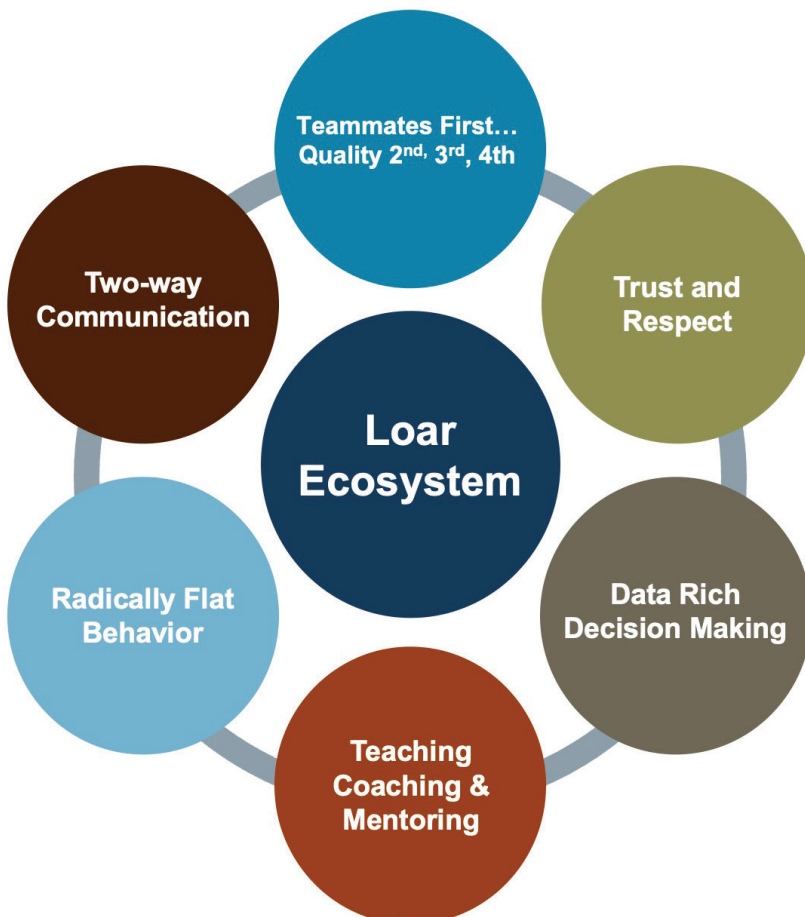 Teammates First…
Quality 2nd, 3rd, 4th
Two-way
Communication
Trust and
Respect
Loar
Ecosystem
Radically Flat
Behavior
Data Rich
Decision Making
Teaching
Coaching &
Mentoring